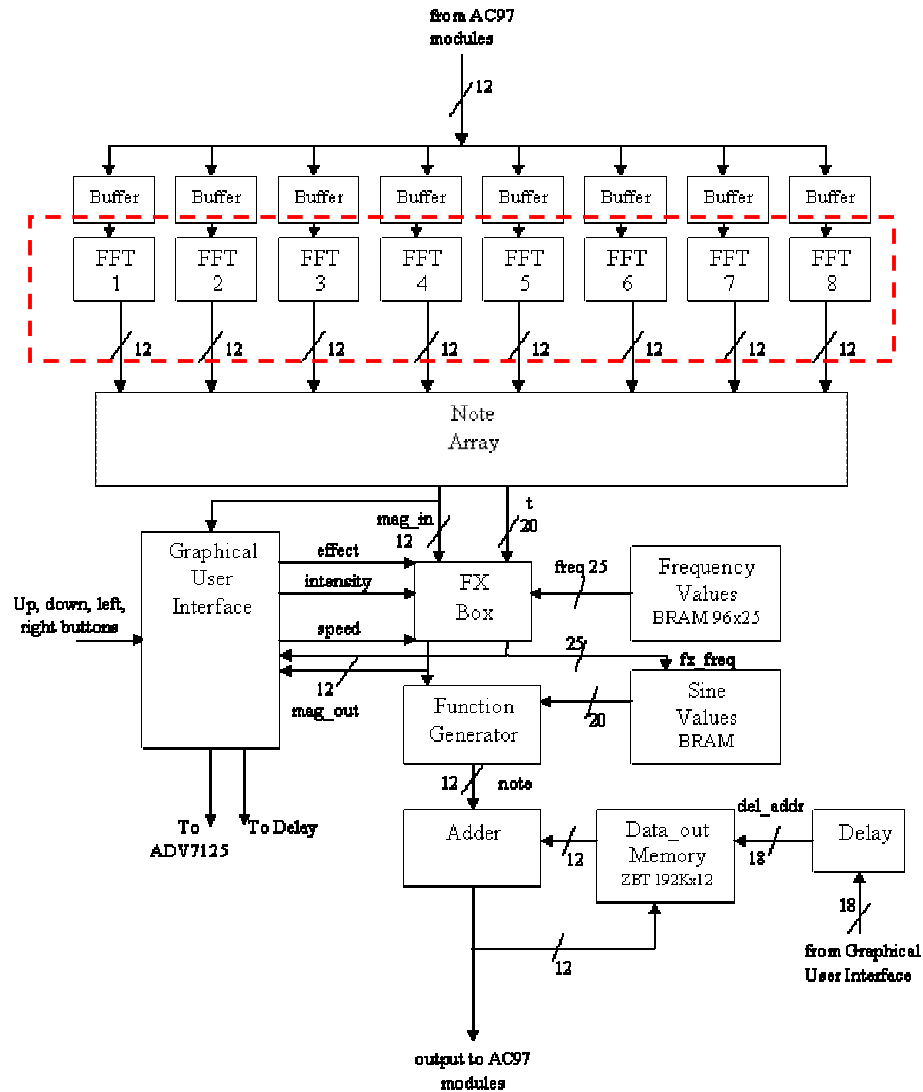 from AC97
modules
12
Buffer Buffer Buffer Buffer Buffer Buffer Buffer Buffer
FFT FFT FFT FFT FFT FFT FFT FFT
1 2 3 4 5 6 7 8
12 12 12 12 12 12 12 12
Note
Array
mag_in
12
t
20
Graphical
User
Interface
effect
intensity
speed
Up, down, left,
right buttons
FX
Box
freq 25
Frequency
Values
BRAM 96x25
25
fx_freq
12
mag_out
Function
Generator
20
Sine
Values
BRAM
12
note
To
ADV7125
To Delay
Adder
12
Data_out
Memory
ZBT 192Kx12
del_addr
18
Delay
18
from Graphical
User Interface
12
output to AC97
modules